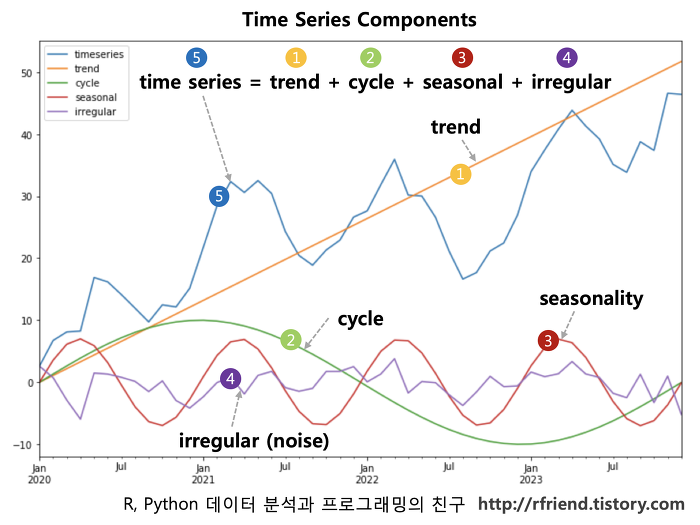 Time Series Components
timeseries
trend
cycle
seasonal
irregular
5 1 2 3 4
time series = trend + cycle + seasonal + irregular
trend
1
5
seasonality
3
cycle
2
4
irregular (noise)
50
40
30
20
10
0
−10
Jan Jul Jan Jul Jan Jul Jan Jul
2020 2021 2022 2023
R, Python 데이터 분석과 프로그래밍의 친구 http://rfriend.tistory.com